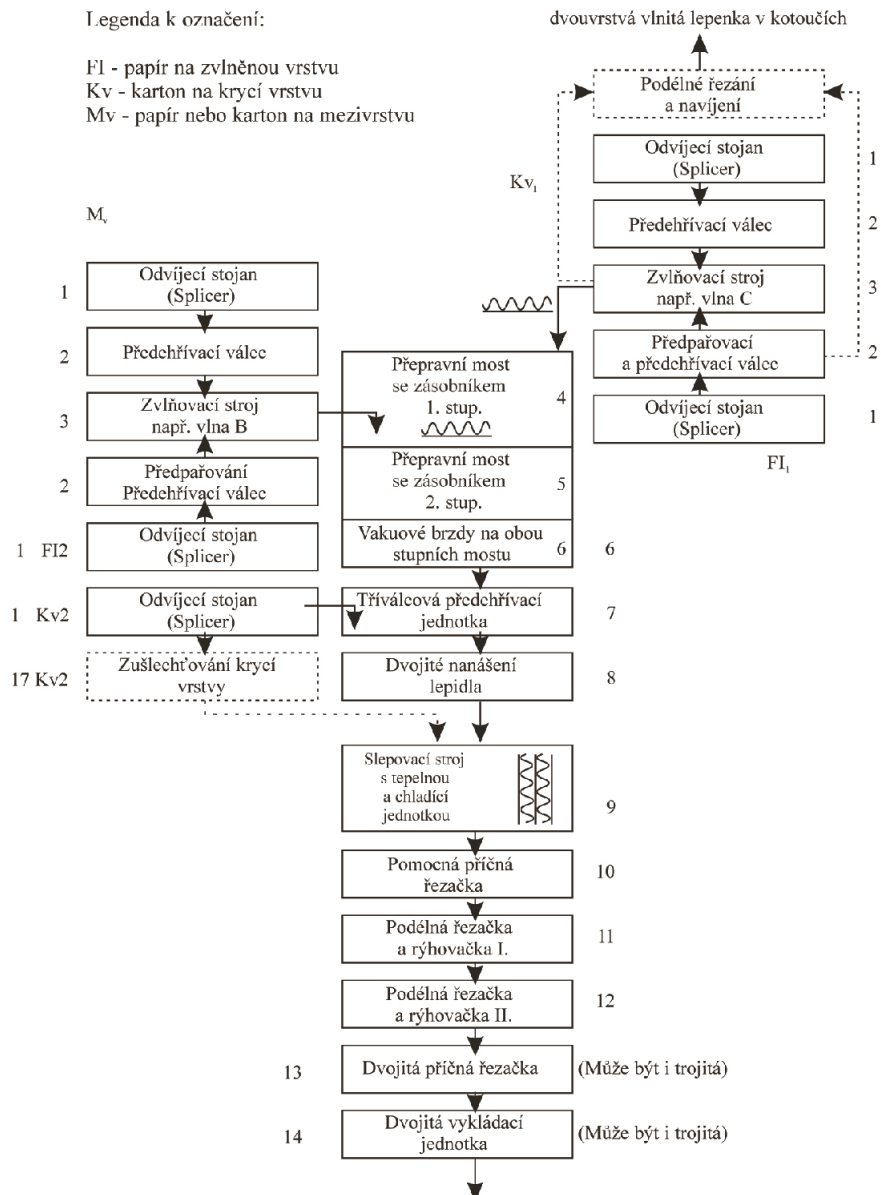 Legenda k označení:
FI - papír na zvlněnou vrstvu
Kv - karton na krycí vrstvu
Mv - papír nebo karton na mezivrstvu
dvouvrstvá vlnitá lepenka v kotoučích
Podélné řezání
a navíjení
Kv₁
Odvíjecí stojan
(Splicer)
1
Předehřívací válec
2
Zvlňovací stroj
např. vlna C
3
Předpařovací
a předehřívací válec
2
Odvíjecí stojan
(Splicer)
1
FI₁
Mᵥ
1
Odvíjecí stojan
(Splicer)
2
Předehřívací válec
3
Zvlňovací stroj
např. vlna B
2
Předpařování
Předehřívací válec
1 FI2
Odvíjecí stojan
(Splicer)
1 Kv2
Odvíjecí stojan
(Splicer)
17 Kv2
Zušlechťování krycí
vrstvy
Přepravní most
se zásobníkem
1. stup.
4
Přepravní most
se zásobníkem
2. stup.
5
Vakuové brzdy na obou
stupních mostu
6
6
Tříválcová předehřívací
jednotka
7
Dvojité nanášení
lepidla
8
Slepovací stroj
s tepelnou
a chladící
jednotkou
9
Pomocná příčná
řezačka
10
Podélná řezačka
a rýhovačka I.
11
Podélná řezačka
a rýhovačka II.
12
13
Dvojitá příčná řezačka
(Může být i trojitá)
14
Dvojitá vykládací
jednotka
(Může být i trojitá)